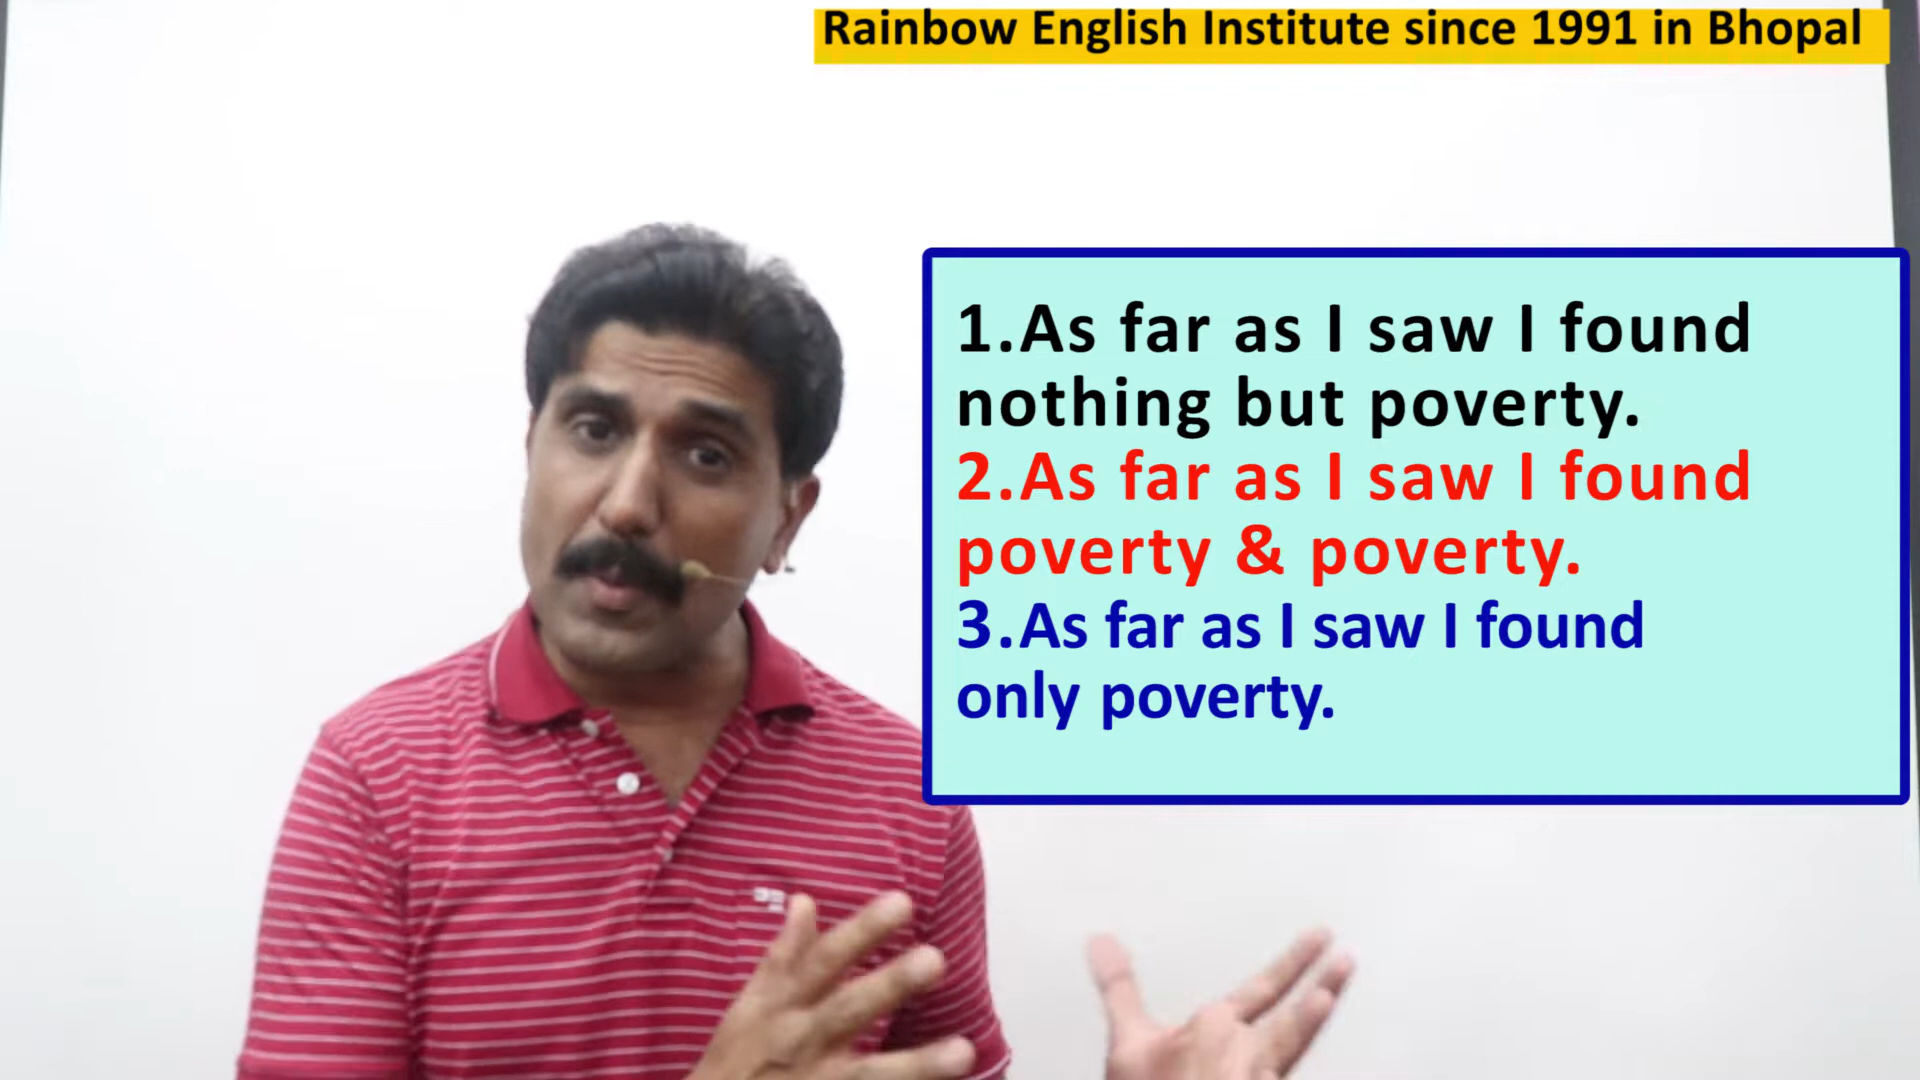 Rainbow English Institute since 1991 in Bhopal
1.As far as I saw I found
nothing but poverty.
2.As far as I saw I found
poverty & poverty.
3.As far as I saw I found
only poverty.